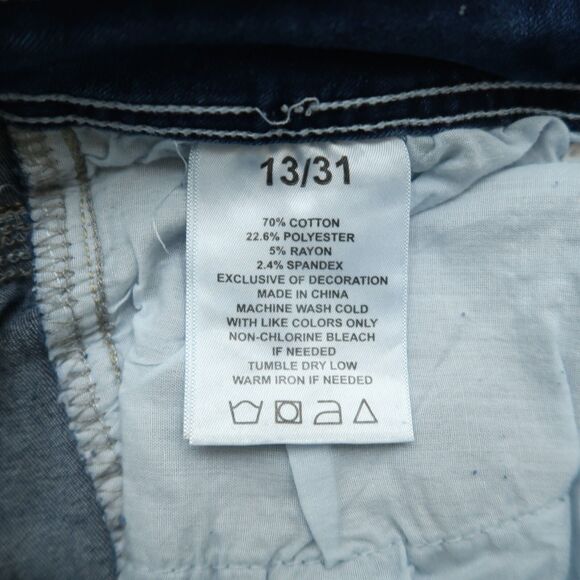 13/31
70% COTTON
22.6% POLYESTER
5% RAYON
2.4% SPANDEX
EXCLUSIVE OF DECORATION
MADE IN CHINA
MACHINE WASH COLD
WITH LIKE COLORS ONLY
NON-CHLORINE BLEACH
IF NEEDED
TUMBLE DRY LOW
WARM IRON IF NEEDED